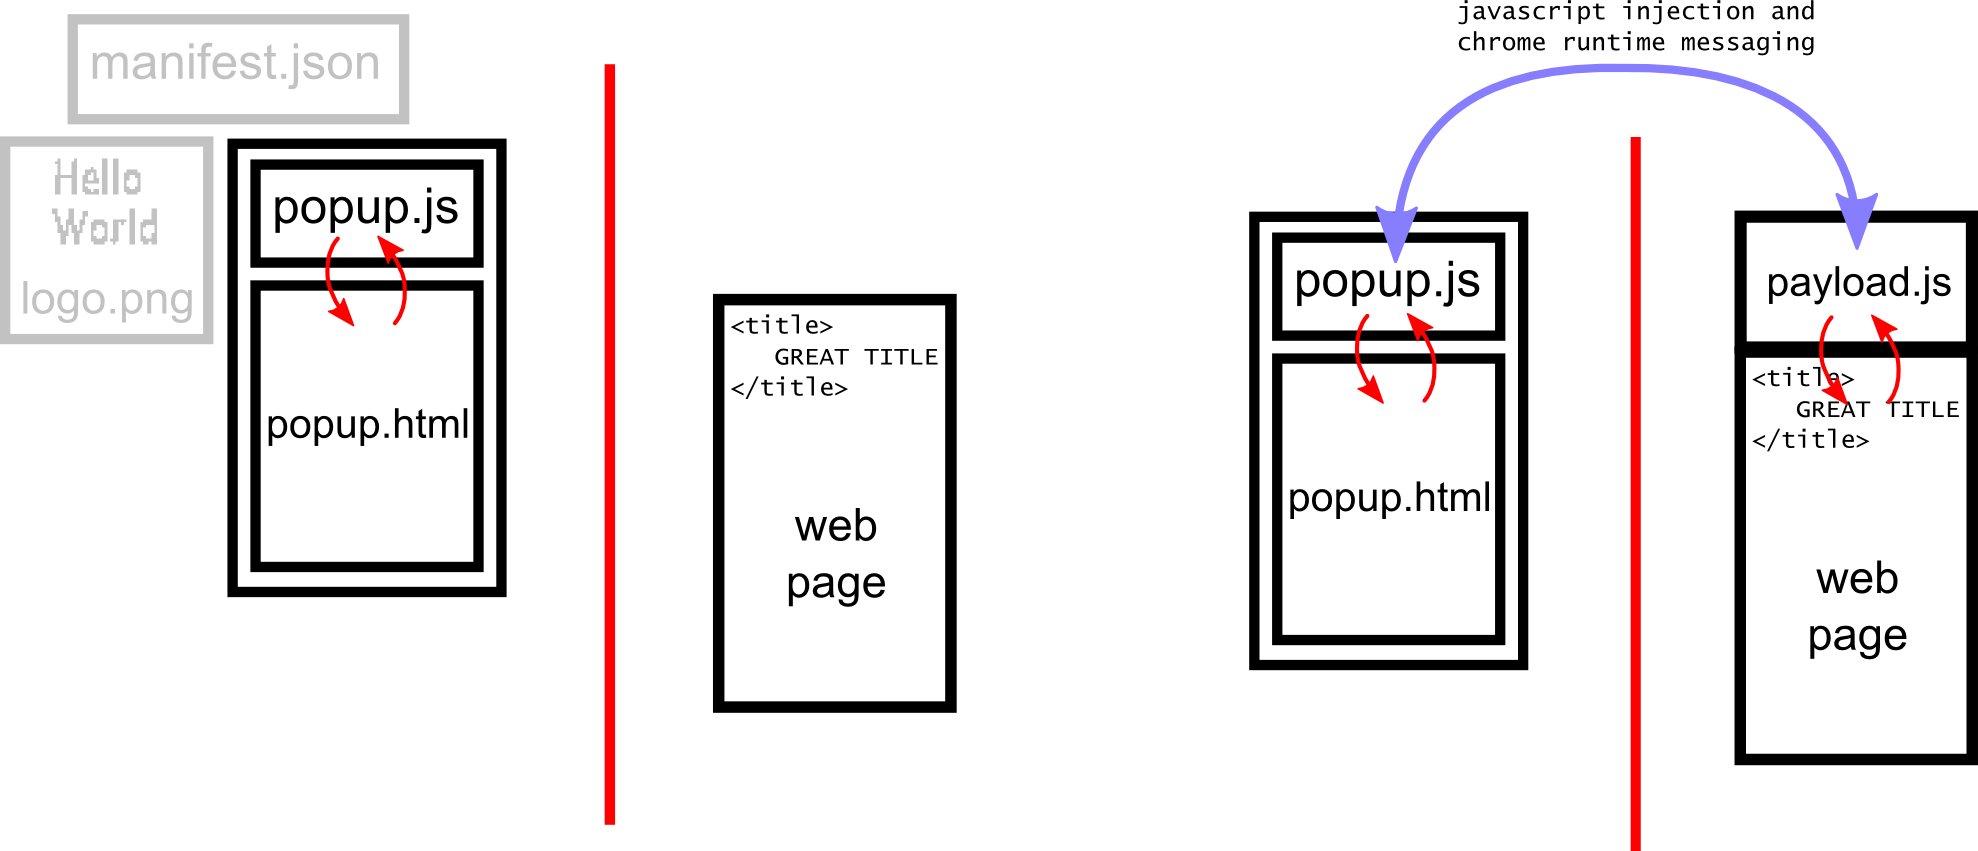 manifest.json
Hello
World
logo.png
popup.js
popup.html
<title>
GREAT TITLE
</title>
web
page
javascript injection and
chrome runtime messaging
popup.js
popup.html
payload.js
<title>
GREAT TITLE
</title>
web
page